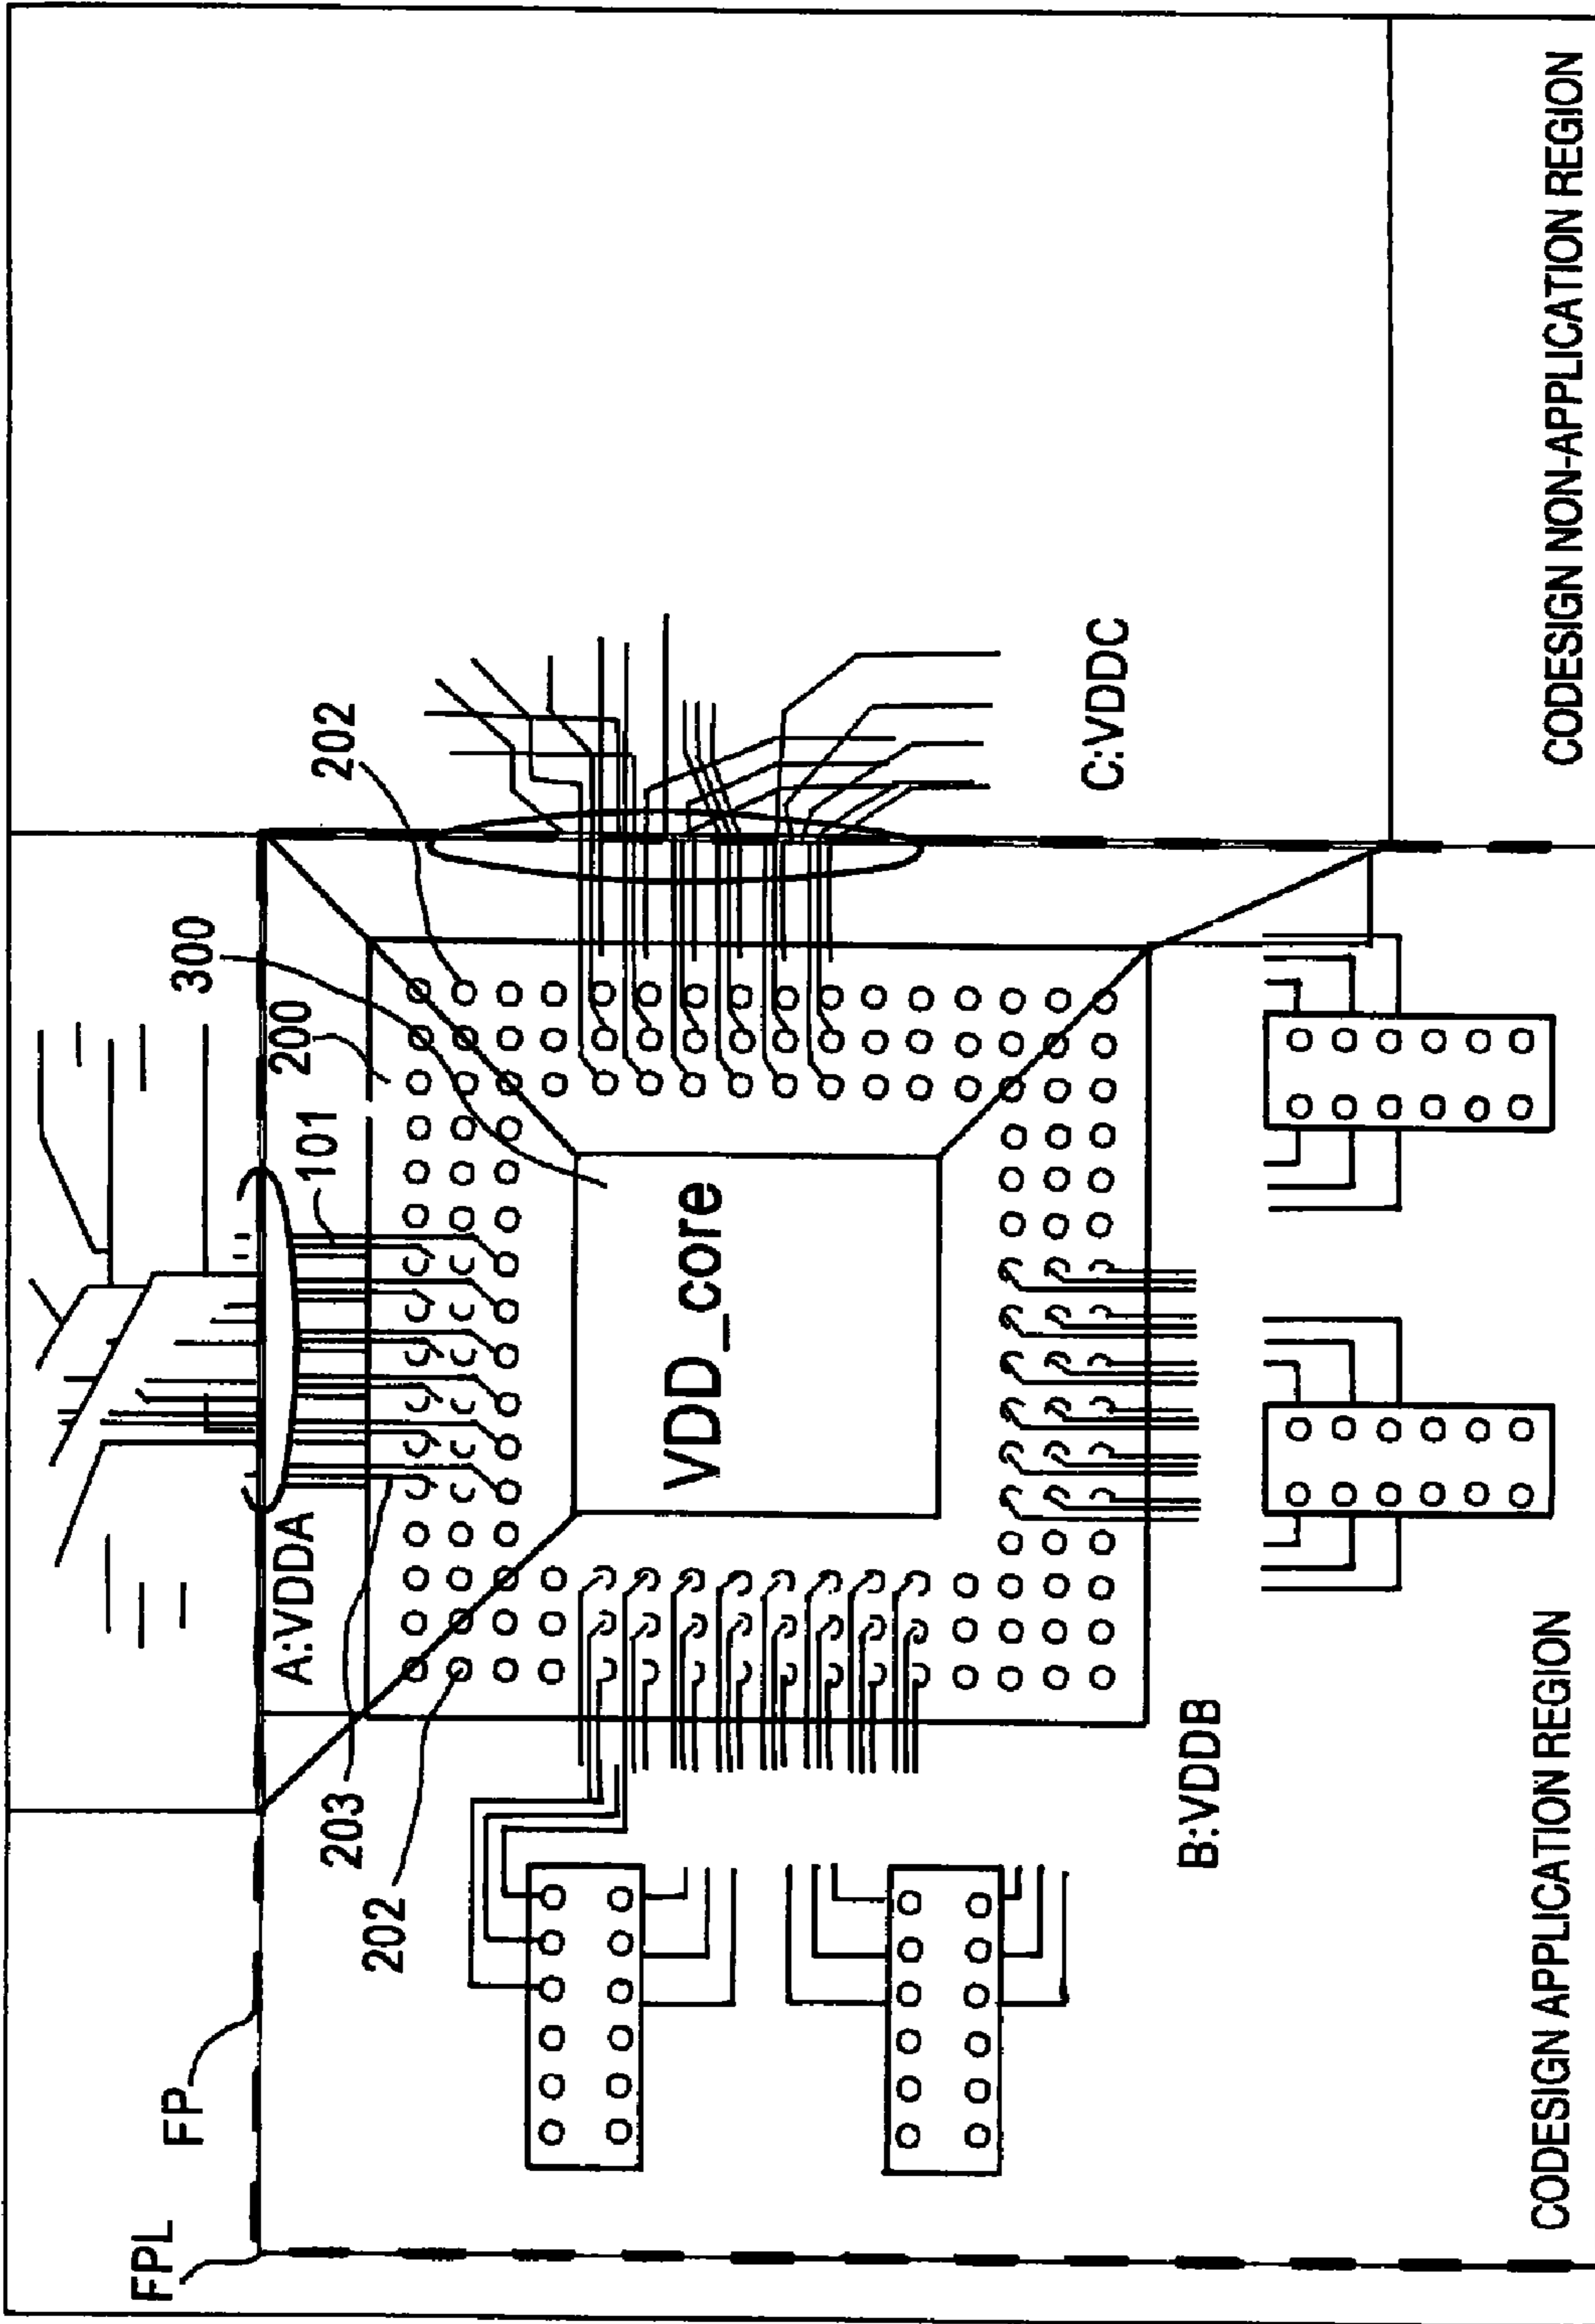 FPL
FP
202
203
A:VDDA
101
200
300
202
VDD_core
B:VDDB
C:VDDC
CODESIGN APPLICATION REGION
CODESIGN NON-APPLICATION REGION